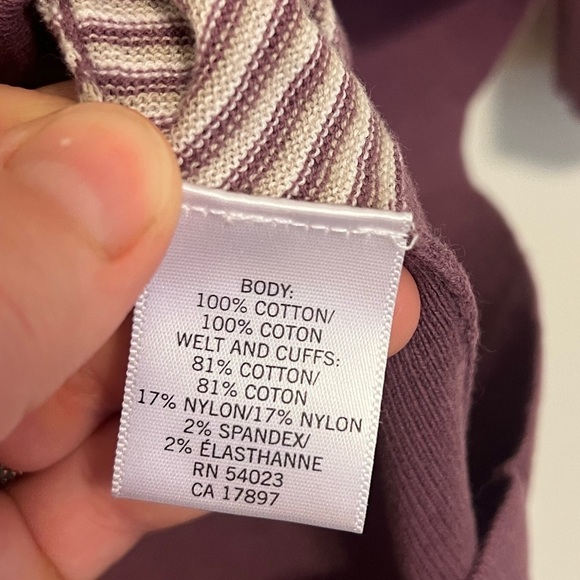 BODY:
100% COTTON/
100% COTON
WELT AND CUFFS:
81% COTTON/
81% COTON
17% NYLON/17% NYLON
2% SPANDEX/
2% ÉLASTHANNE
RN 54023
CA 17897